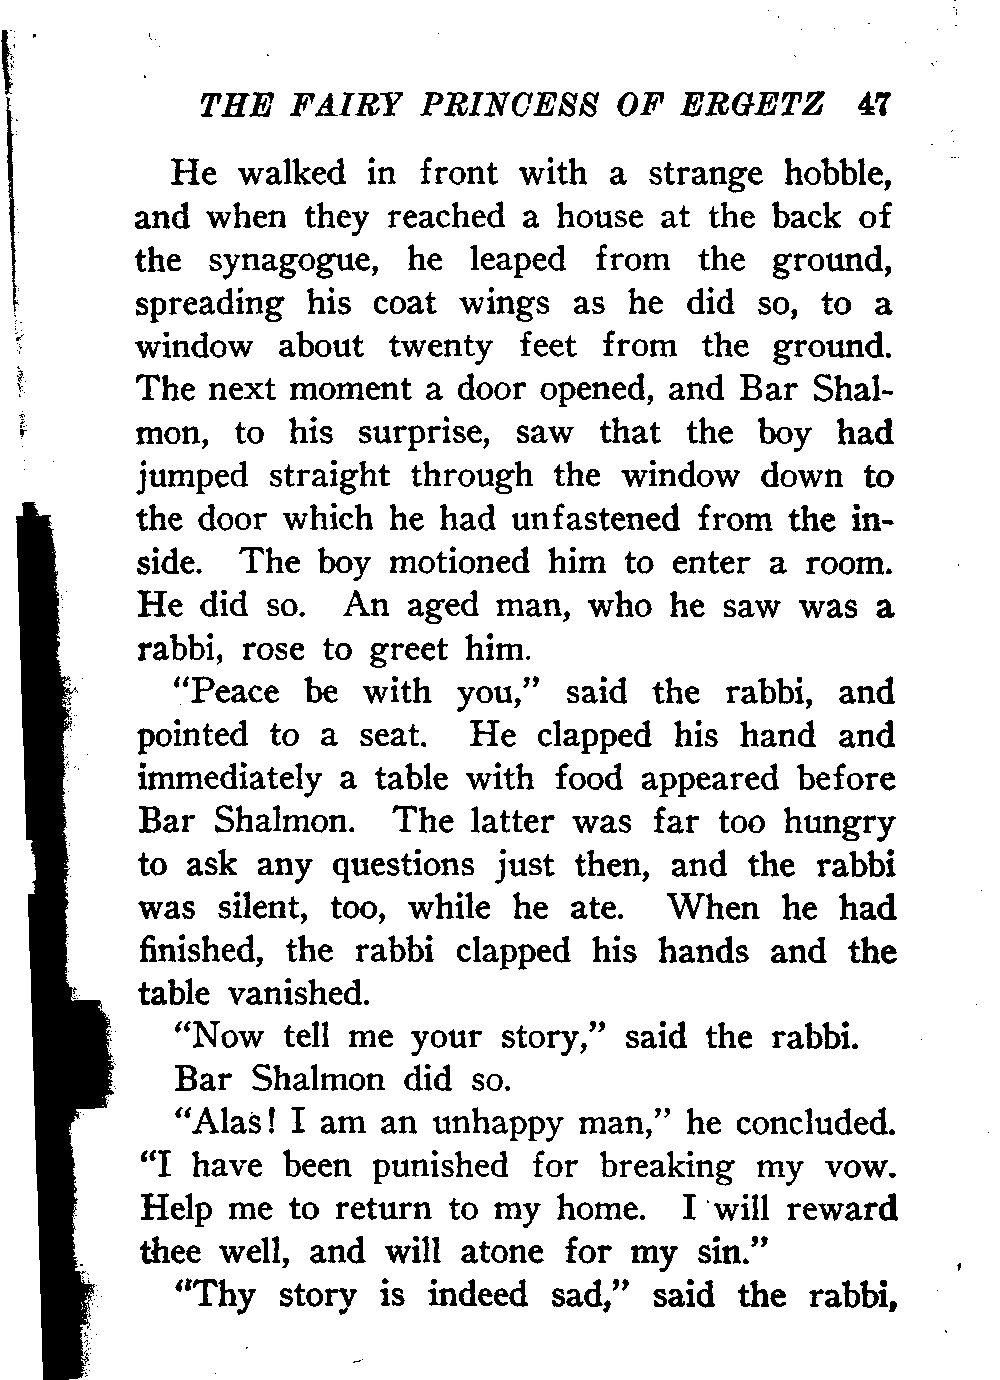 THE FAIRY PRINCESS OF ERGETZ 47
He walked in front with a strange hobble,
and when they reached a house at the back of
the synagogue, he leaped from the ground,
spreading his coat wings as he did so, to a
window about twenty feet from the ground.
The next moment a door opened, and Bar Shal-
mon, to his surprise, saw that the boy had
jumped straight through the window down to
the door which he had unfastened from the in-
side. The boy motioned him to enter a room.
He did so. An aged man, who he saw was a
rabbi, rose to greet him.
"Peace be with you," said the rabbi, and
pointed to a seat. He clapped his hand and
immediately a table with food appeared before
Bar Shalmon. The latter was far too hungry
to ask any questions just then, and the rabbi
was silent, too, while he ate. When he had
finished, the rabbi clapped his hands and the
table vanished.
"Now tell me your story," said the rabbi.
Bar Shalmon did so.
"Alas! I am an unhappy man," he concluded.
"I have been punished for breaking my vow.
Help me to return to my home. I will reward
thee well, and will atone for my sin."
"Thy story is indeed sad," said the rabbi,